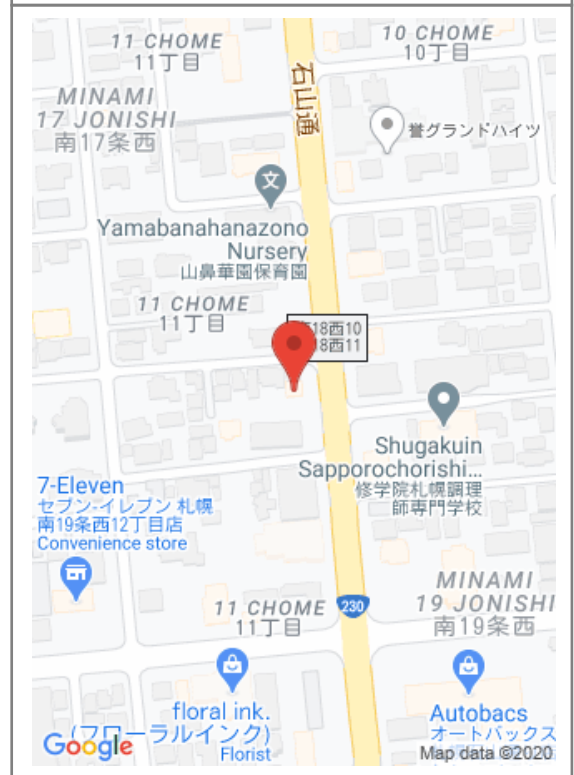 11 CHOME
11丁目
10 CHOME
10丁目
石山通
MINAMI
17 JONISHI
南17条西
誉グランドハイツ
Yamabanahanazono
Nursery
山鼻華園保育園
11 CHOME
11丁目
18西10
18西11
Shugakuin
Sapporochorishi...
修学院札幌調理
師専門学校
7-Eleven
セブン-イレブン 札幌
南19条西12丁目店
Convenience store
11 CHOME
11丁目
230
MINAMI
19 JONISHI
南19条西
floral ink.
(フローラルインク)
Florist
Autobacs
オートバックス
Google
Map data ©2020